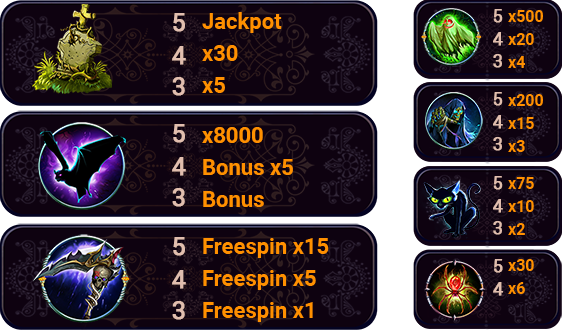 5 Jackpot
4 x30
3 x5
5 x8000
4 Bonus x5
3 Bonus
5 Freespin x15
4 Freespin x5
3 Freespin x1
5 x500
4 x20
3 x4
5 x200
4 x15
3 x3
5 x75
4 x10
3 x2
5 x30
4 x6